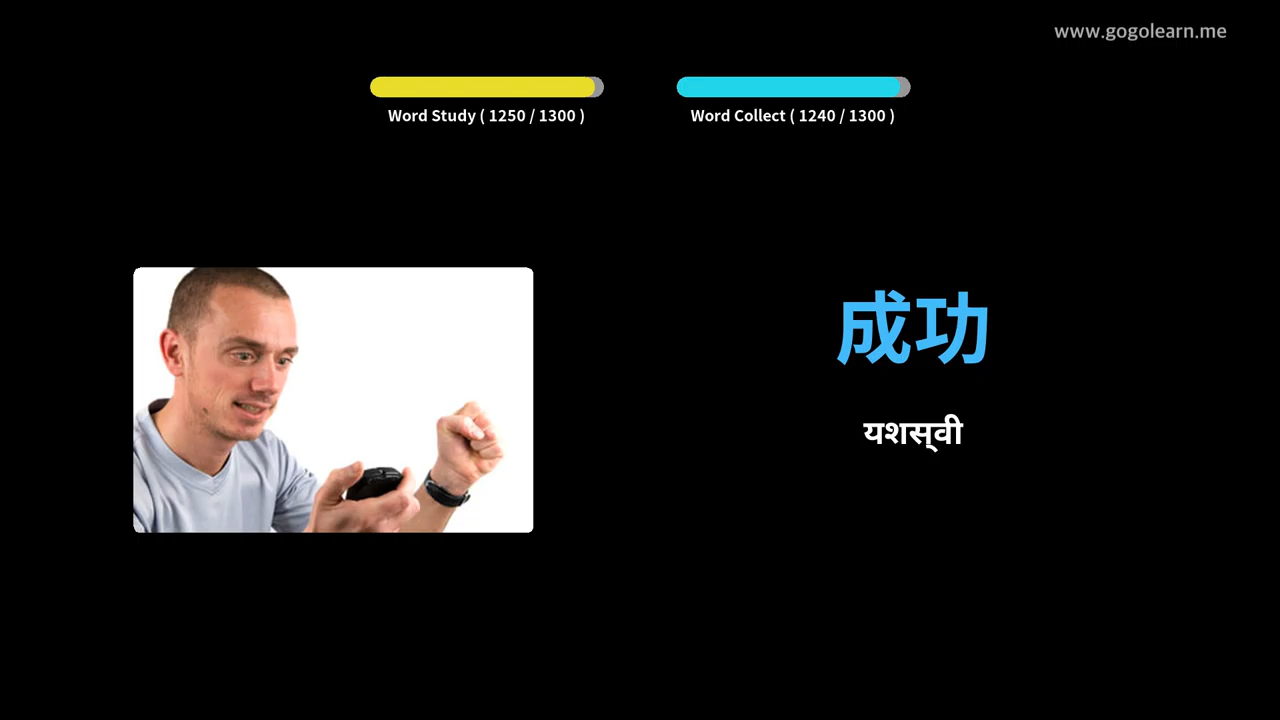 www.gogolearn.me
Word Study ( 1250 / 1300 )
Word Collect ( 1240 / 1300 )
成功
यशस्वी